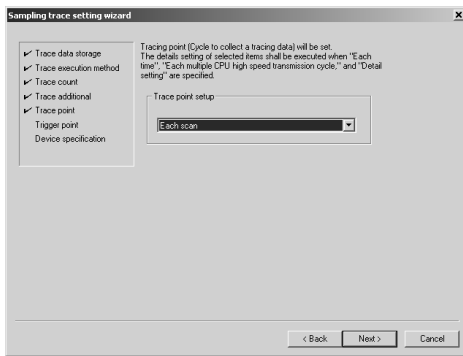 Sampling trace setting wizard
Trace data storage
Trace execution method
Trace count
Trace additional
Trace point
Trigger point
Device specification
Tracing point (Cycle to collect a tracing data) will be set.
The details setting of selected items shall be executed when "Each
time", "Each multiple CPU high speed transmission cycle," and "Detail
setting" are specified.
Trace point setup
Each scan
< Back
Next >
Cancel